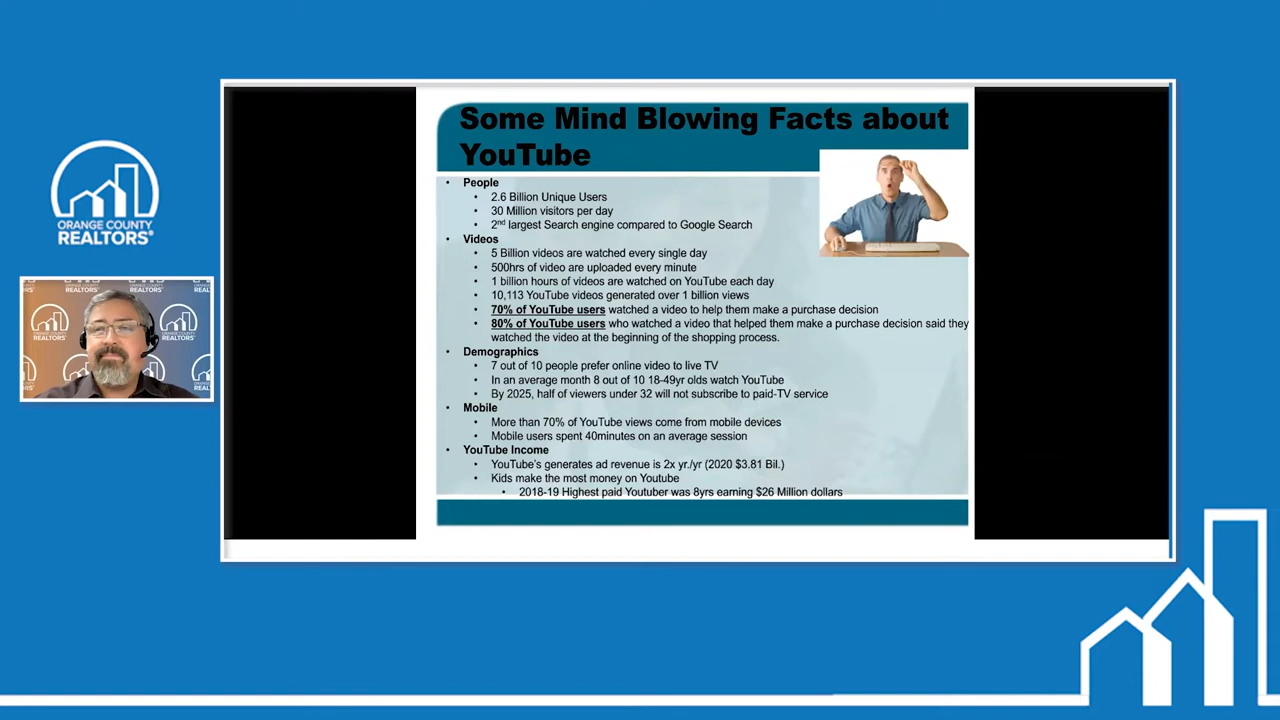 Some Mind Blowing Facts about
YouTube
• People
• 2.6 Billion Unique Users
• 30 Million visitors per day
• 2nd largest Search engine compared to Google Search
• Videos
• 5 Billion videos are watched every single day
• 500hrs of video are uploaded every minute
• 1 billion hours of videos are watched on YouTube each day
• 10,113 YouTube videos generated over 1 billion views
• 70% of YouTube users watched a video to help them make a purchase decision
• 80% of YouTube users who watched a video that helped them make a purchase decision said they
watched the video at the beginning of the shopping process.
• Demographics
• 7 out of 10 people prefer online video to live TV
• In an average month 8 out of 10 18-49yr olds watch YouTube
• By 2025, half of viewers under 32 will not subscribe to paid-TV service
• Mobile
• More than 70% of YouTube views come from mobile devices
• Mobile users spent 40minutes on an average session
• YouTube Income
• YouTube's generates ad revenue is 2x yr./yr (2020 $3.81 Bil.)
• Kids make the most money on Youtube
• 2018-19 Highest paid Youtuber was 8yrs earning $26 Million dollars
ORANGE COUNTY
REALTORS®
ORANGE COUNTY
REALTORS